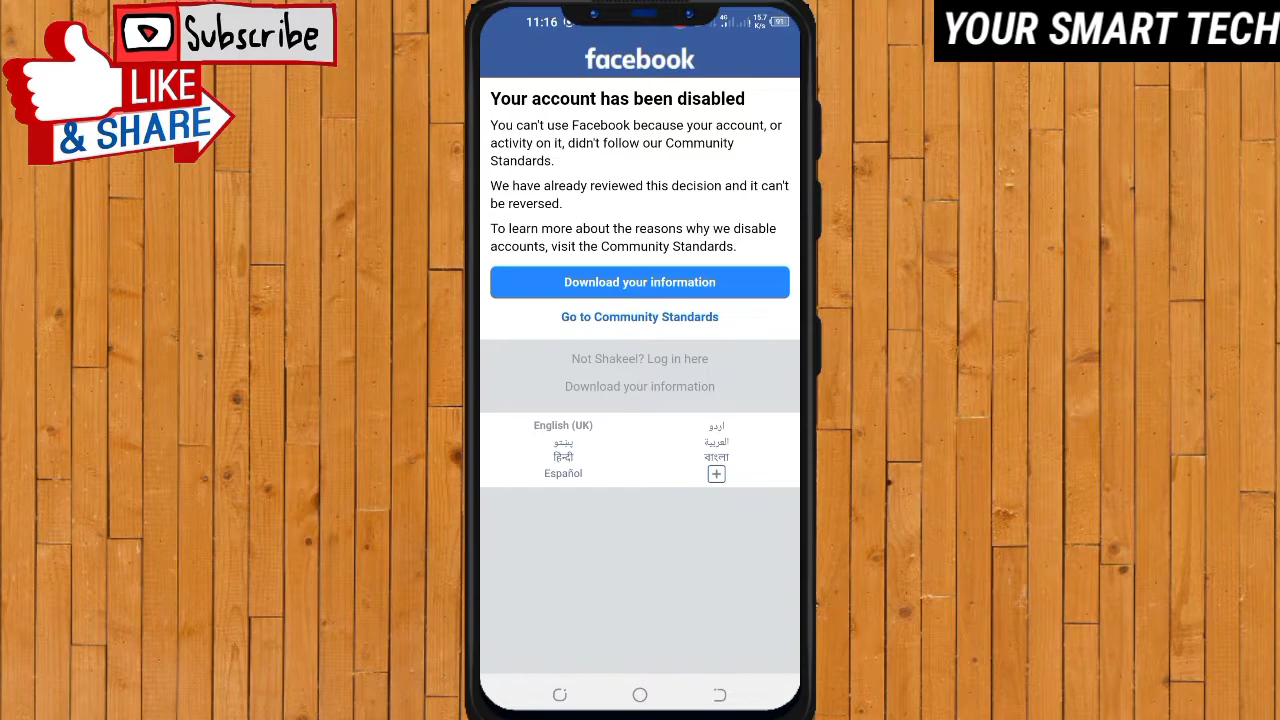 Subscribe
LIKE
& SHARE
YOUR SMART TECH
11:16
4G
15.7
K/s
91
facebook
Your account has been disabled
You can't use Facebook because your account, or
activity on it, didn't follow our Community
Standards.
We have already reviewed this decision and it can't
be reversed.
To learn more about the reasons why we disable
accounts, visit the Community Standards.
Download your information
Go to Community Standards
Not Shakeel? Log in here
Download your information
English (UK)
اردو
پښتو
العربية
हिन्दी
বাংলা
Español